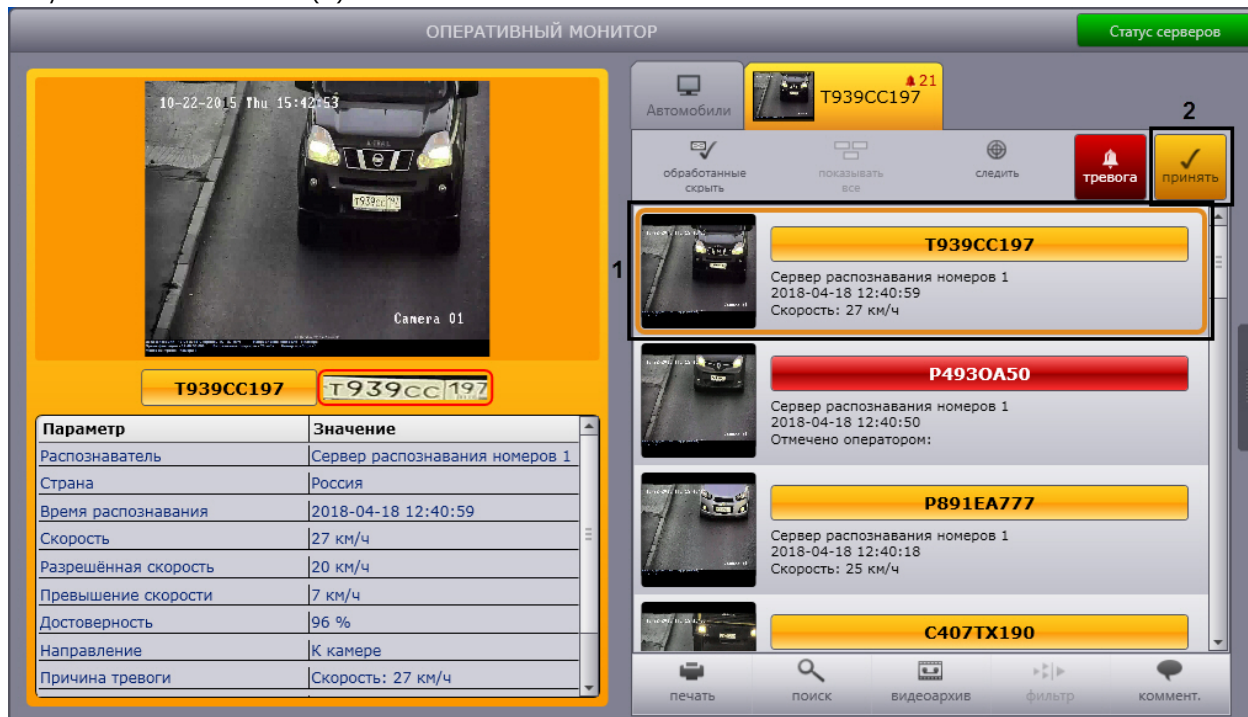 ОПЕРАТИВНЫЙ МОНИТОР
Статус серверов
10-22-2015 Thu 15:42:53
T939CC197
Camera 01
T939CC197
T939CC 197
Параметр Значение
Распознаватель Сервер распознавания номеров 1
Страна Россия
Время распознавания 2018-04-18 12:40:59
Скорость 27 км/ч
Разрешённая скорость 20 км/ч
Превышение скорости 7 км/ч
Достоверность 96 %
Направление К камере
Причина тревоги Скорость: 27 км/ч
Автомобили
T939CC197
21
2
обработанные
скрыть
показывать
все
следить
тревога
принять
1
T939CC197
Сервер распознавания номеров 1
2018-04-18 12:40:59
Скорость: 27 км/ч
P493OA50
Сервер распознавания номеров 1
2018-04-18 12:40:50
Отмечено оператором:
P891EA777
Сервер распознавания номеров 1
2018-04-18 12:40:18
Скорость: 25 км/ч
C407TX190
печать
поиск
видеоархив
фильтр
коммент.